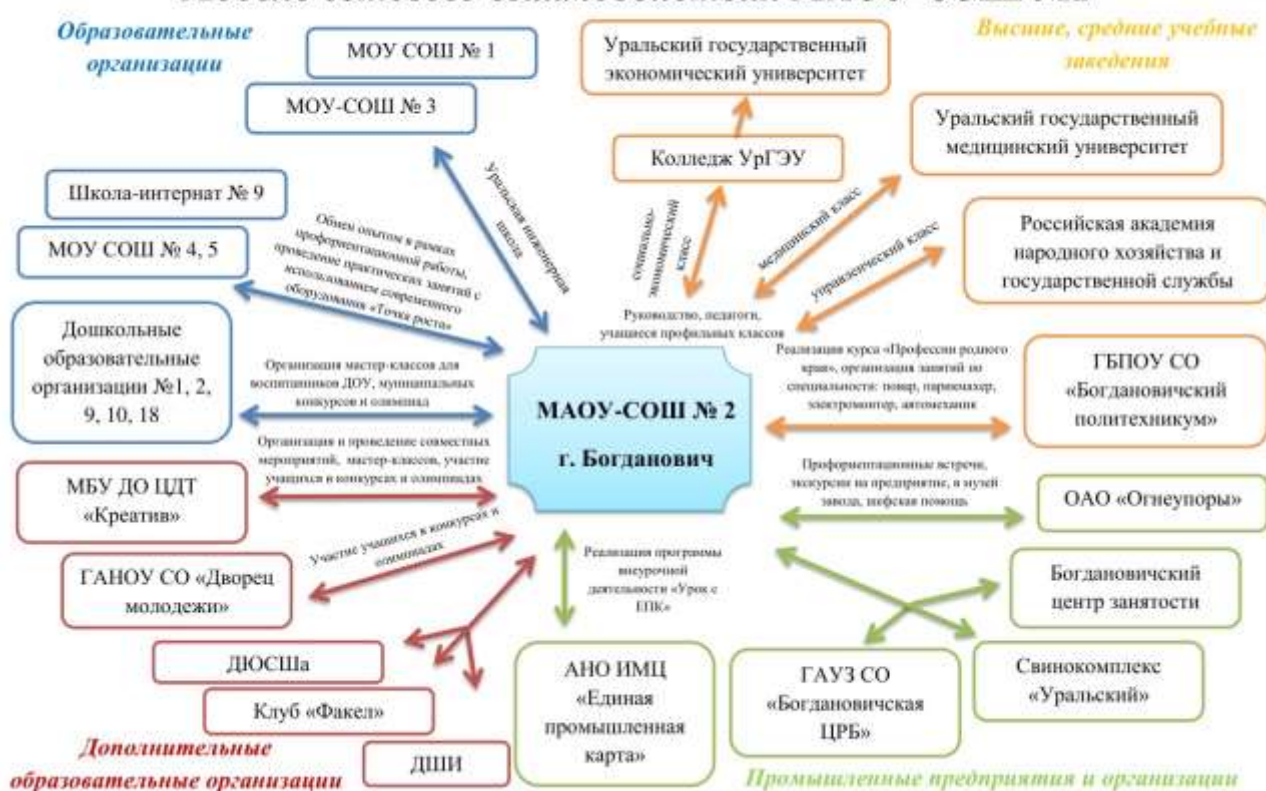 Образовательные
организации
МОУ СОШ № 1
МОУ-СОШ № 3
Школа-интернат № 9
МОУ СОШ № 4, 5
Дошкольные
образовательные
организации №1, 2,
9, 10, 18
Уральская инженерная
школа
Обмен опытом в рамках
профориентационной работы,
проведение практических занятий с
использованием современного
оборудования «Точка роста»
Организация мастер-классов для
воспитанников ДОУ, муниципальных
конкурсов и олимпиад
Уральский государственный
экономический университет
Колледж УрГЭУ
Высшие, средние учебные
заведения
Уральский государственный
медицинский университет
Российская академия
народного хозяйства и
государственной службы
социально-
экономический
класс
медицинский класс
управленческий класс
Руководство, педагоги,
учащиеся профильных классов
МАОУ-СОШ № 2
г. Богданович
Реализация курса «Профессии родного
края», организация занятий по
специальности: повар, парикмахер,
электромонтер, автомеханик
ГБПОУ СО
«Богдановичский
политехникум»
Организация и проведение совместных
мероприятий, мастер-классов, участие
учащихся в конкурсах и олимпиадах
МБУ ДО ЦДТ
«Креатив»
Участие учащихся в конкурсах и
олимпиадах
ГАНОУ СО «Дворец
молодежи»
ДЮСШа
Клуб «Факел»
ДШИ
Дополнительные
образовательные организации
Профориентационные встречи,
экскурсии на предприятие, в музей
завода, шефская помощь
ОАО «Огнеупоры»
Богдановичский
центр занятости
Свинокомплекс
«Уральский»
ГАУЗ СО
«Богдановичская
ЦРБ»
Реализация программы
внеурочной
деятельности «Урок с
ЕПК»
АНО ИМЦ
«Единая
промышленная
карта»
Промышленные предприятия и организации